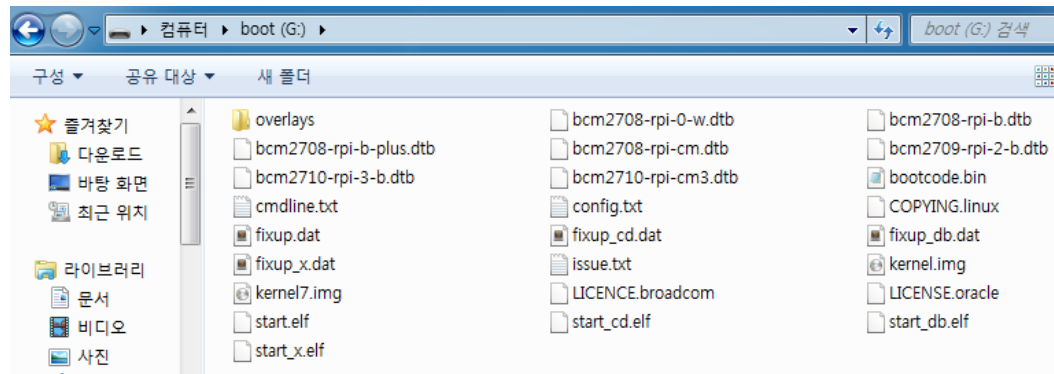 컴퓨터 boot (G:)
boot (G:) 검색
구성 공유 대상 새 폴더
즐겨찾기
다운로드
바탕 화면
최근 위치
라이브러리
문서
비디오
사진
overlays bcm2708-rpi-0-w.dtb bcm2708-rpi-b.dtb
bcm2708-rpi-b-plus.dtb bcm2708-rpi-cm.dtb bcm2709-rpi-2-b.dtb
bcm2710-rpi-3-b.dtb bcm2710-rpi-cm3.dtb bootcode.bin
cmdline.txt config.txt COPYING.linux
fixup.dat fixup_cd.dat fixup_db.dat
fixup_x.dat issue.txt kernel.img
kernel7.img LICENCE.broadcom LICENSE.oracle
start.elf start_cd.elf start_db.elf
start_x.elf